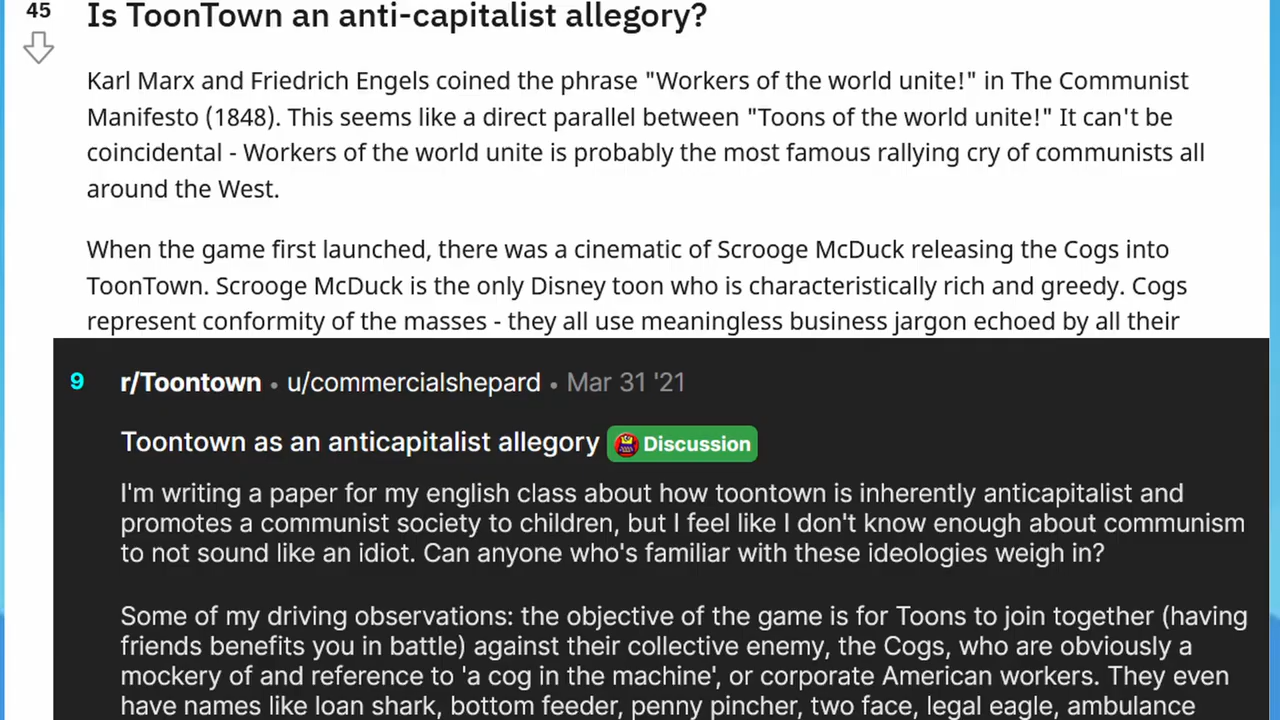 45
Is ToonTown an anti-capitalist allegory?
Karl Marx and Friedrich Engels coined the phrase "Workers of the world unite!" in The Communist
Manifesto (1848). This seems like a direct parallel between "Toons of the world unite!" It can't be
coincidental - Workers of the world unite is probably the most famous rallying cry of communists all
around the West.
When the game first launched, there was a cinematic of Scrooge McDuck releasing the Cogs into
ToonTown. Scrooge McDuck is the only Disney toon who is characteristically rich and greedy. Cogs
represent conformity of the masses - they all use meaningless business jargon echoed by all their
9 r/Toontown • u/commercialshepard • Mar 31 '21
Toontown as an anticapitalist allegory Discussion
I'm writing a paper for my english class about how toontown is inherently anticapitalist and
promotes a communist society to children, but I feel like I don't know enough about communism
to not sound like an idiot. Can anyone who's familiar with these ideologies weigh in?
Some of my driving observations: the objective of the game is for Toons to join together (having
friends benefits you in battle) against their collective enemy, the Cogs, who are obviously a
mockery of and reference to 'a cog in the machine', or corporate American workers. They even
have names like loan shark, bottom feeder, penny pincher, two face, legal eagle, ambulance